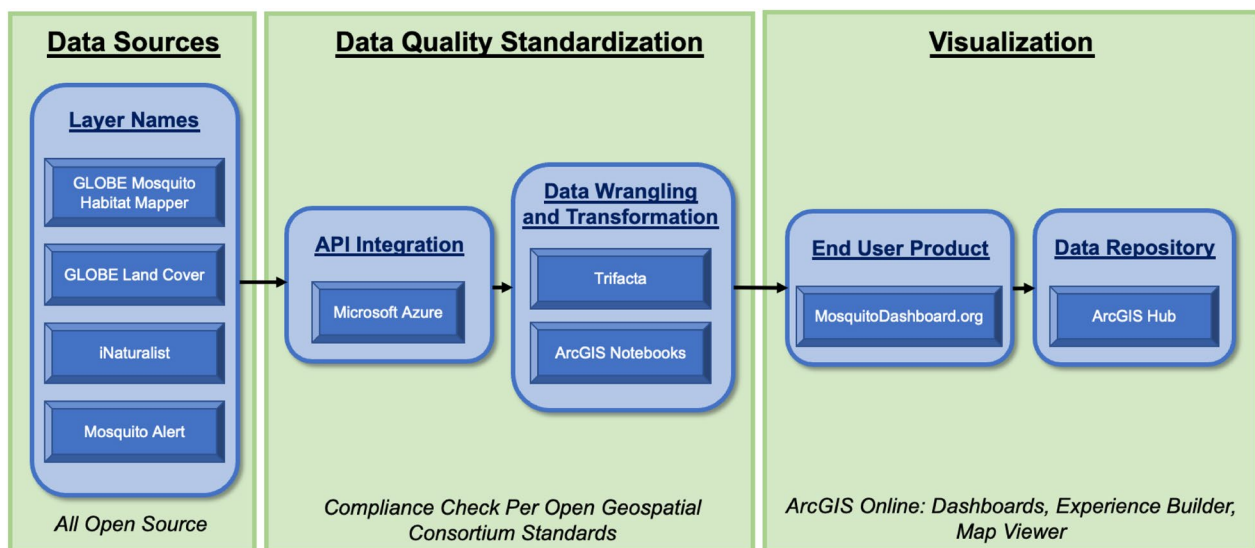 Data Sources
Layer Names
GLOBE Mosquito
Habitat Mapper
GLOBE Land Cover
iNaturalist
Mosquito Alert
All Open Source
Data Quality Standardization
API Integration
Microsoft Azure
Data Wrangling
and Transformation
Trifacta
ArcGIS Notebooks
Compliance Check Per Open Geospatial
Consortium Standards
Visualization
End User Product
MosquitoDashboard.org
Data Repository
ArcGIS Hub
ArcGIS Online: Dashboards, Experience Builder,
Map Viewer